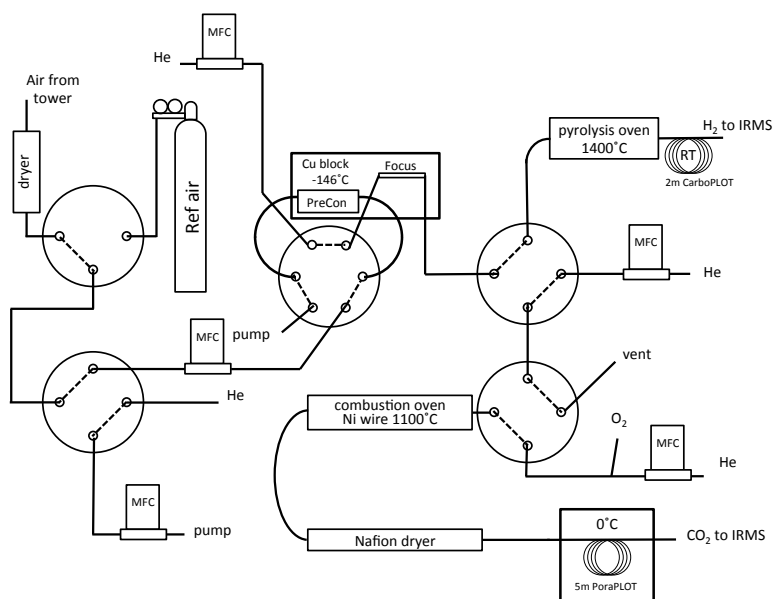 MFC
He
Air from
tower
dryer
Ref air
Cu block
-146˚C
Focus
PreCon
pyrolysis oven
1400˚C
H2 to IRMS
RT
2m CarboPLOT
MFC
He
MFC
pump
He
vent
combustion oven
Ni wire 1100˚C
O2
MFC
He
MFC
pump
Nafion dryer
0˚C
CO2 to IRMS
5m PoraPLOT